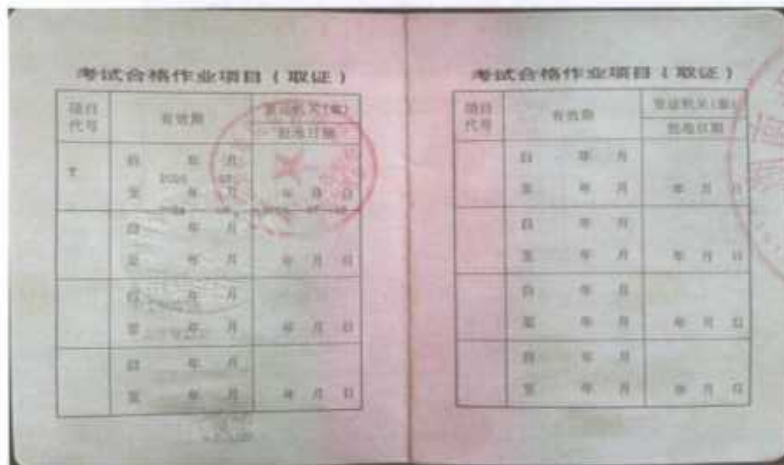 考试合格作业项目（取证）
项目代号 有效期 发证机关（章） 批准日期
T 自 年 月
至 年 月 年 月 日
自 年 月
至 年 月 年 月 日
自 年 月
至 年 月 年 月 日
自 年 月
至 年 月 年 月 日
考试合格作业项目（取证）
项目代号 有效期 发证机关（章） 批准日期
自 年 月
至 年 月 年 月 日
自 年 月
至 年 月 年 月 日
自 年 月
至 年 月 年 月 日
自 年 月
至 年 月 年 月 日